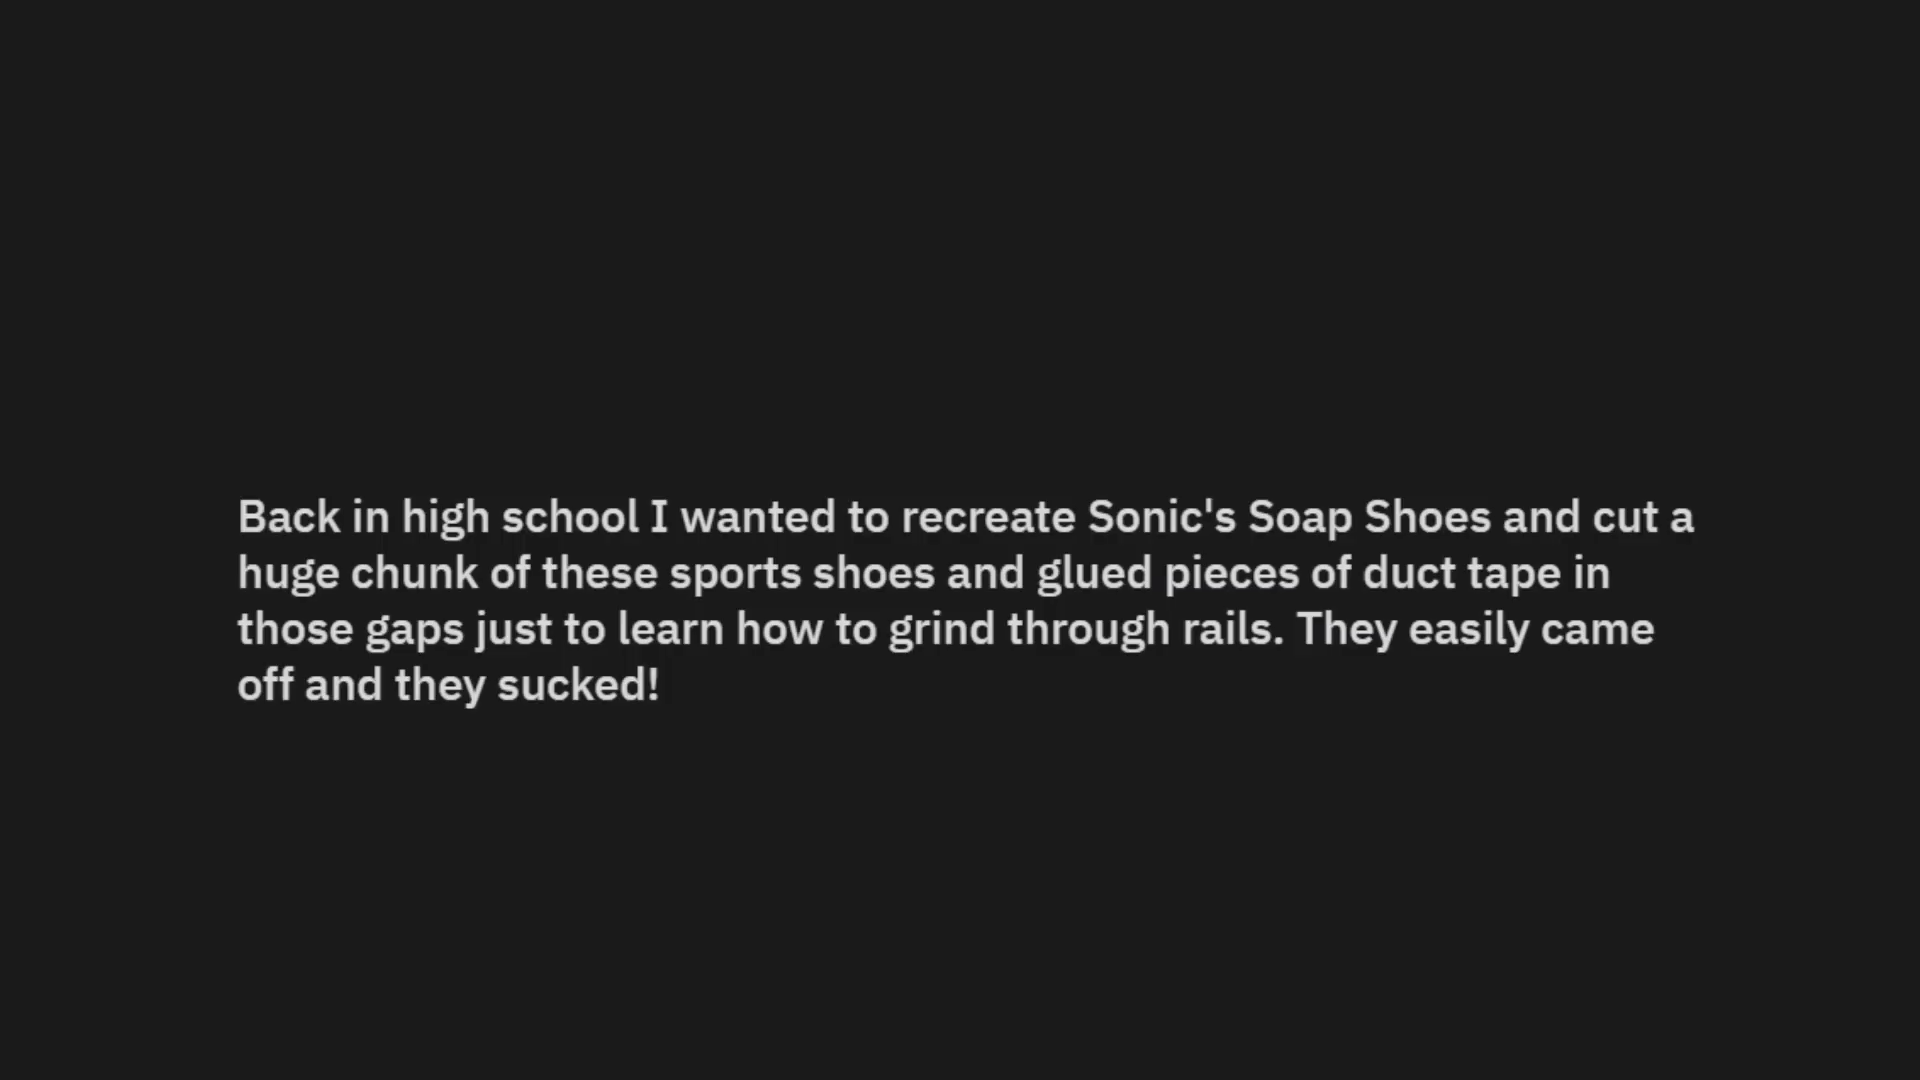 Back in high school I wanted to recreate Sonic's Soap Shoes and cut a
huge chunk of these sports shoes and glued pieces of duct tape in
those gaps just to learn how to grind through rails. They easily came
off and they sucked!